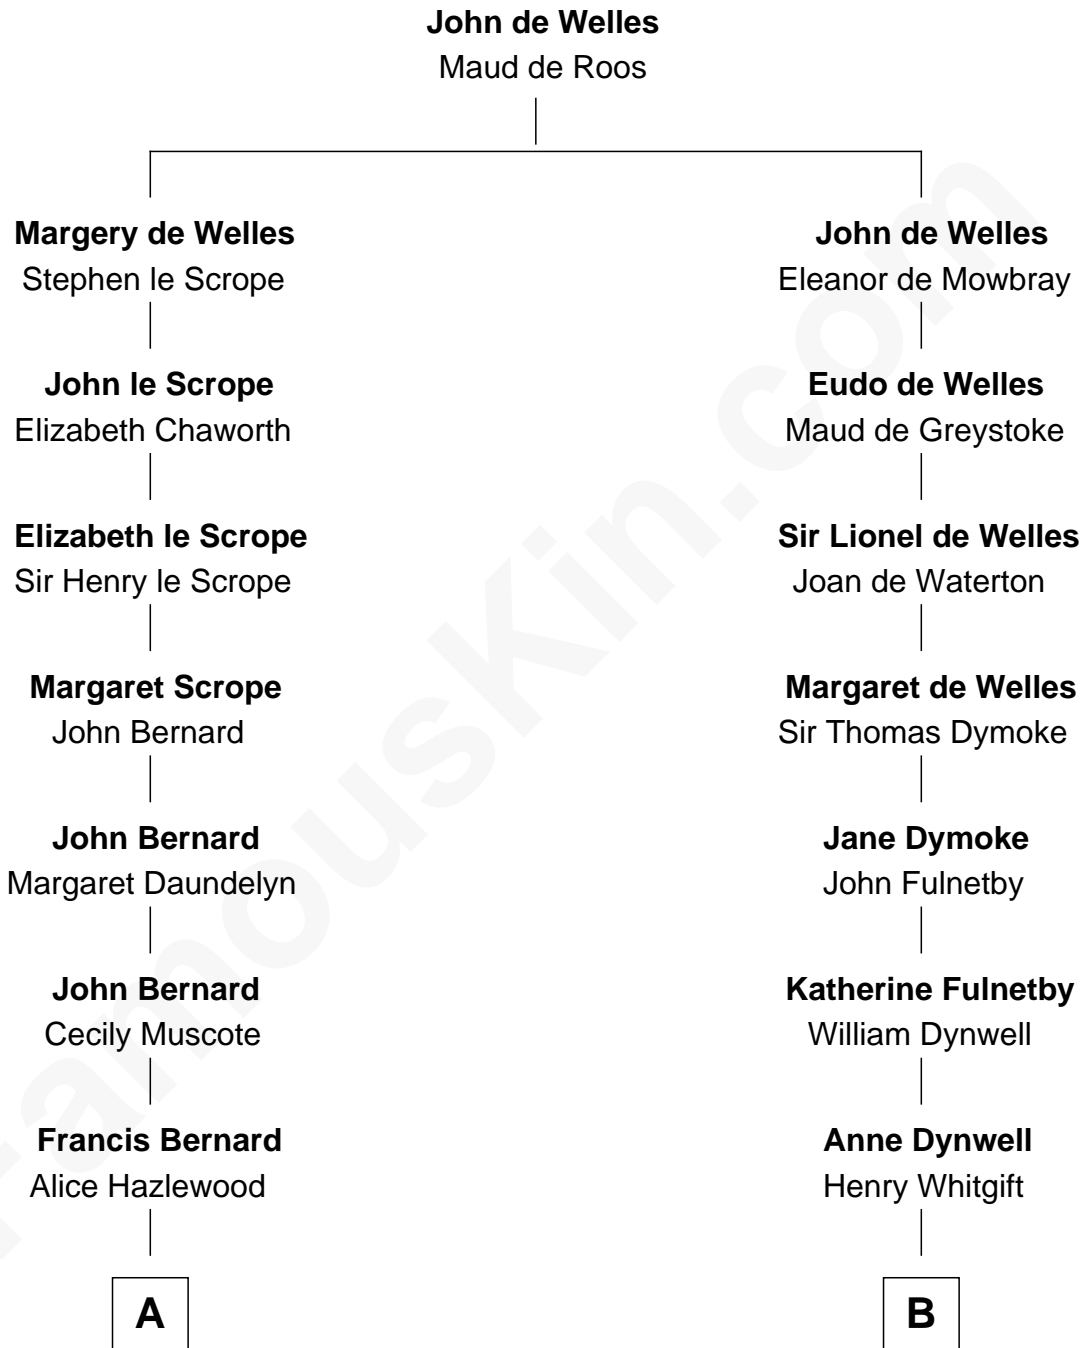 John de Welles
Maud de Roos
Margery de Welles
Stephen le Scrope
John de Welles
Eleanor de Mowbray
John le Scrope
Elizabeth Chaworth
Eudo de Welles
Maud de Greystoke
Elizabeth le Scrope
Sir Henry le Scrope
Sir Lionel de Welles
Joan de Waterton
Margaret Scrope
John Bernard
Margaret de Welles
Sir Thomas Dymoke
John Bernard
Margaret Daundelyn
Jane Dymoke
John Fulnetby
John Bernard
Cecily Muscote
Katherine Fulnetby
William Dynwell
Francis Bernard
Alice Hazlewood
Anne Dynwell
Henry Whitgift
A
B
FamousKin.com